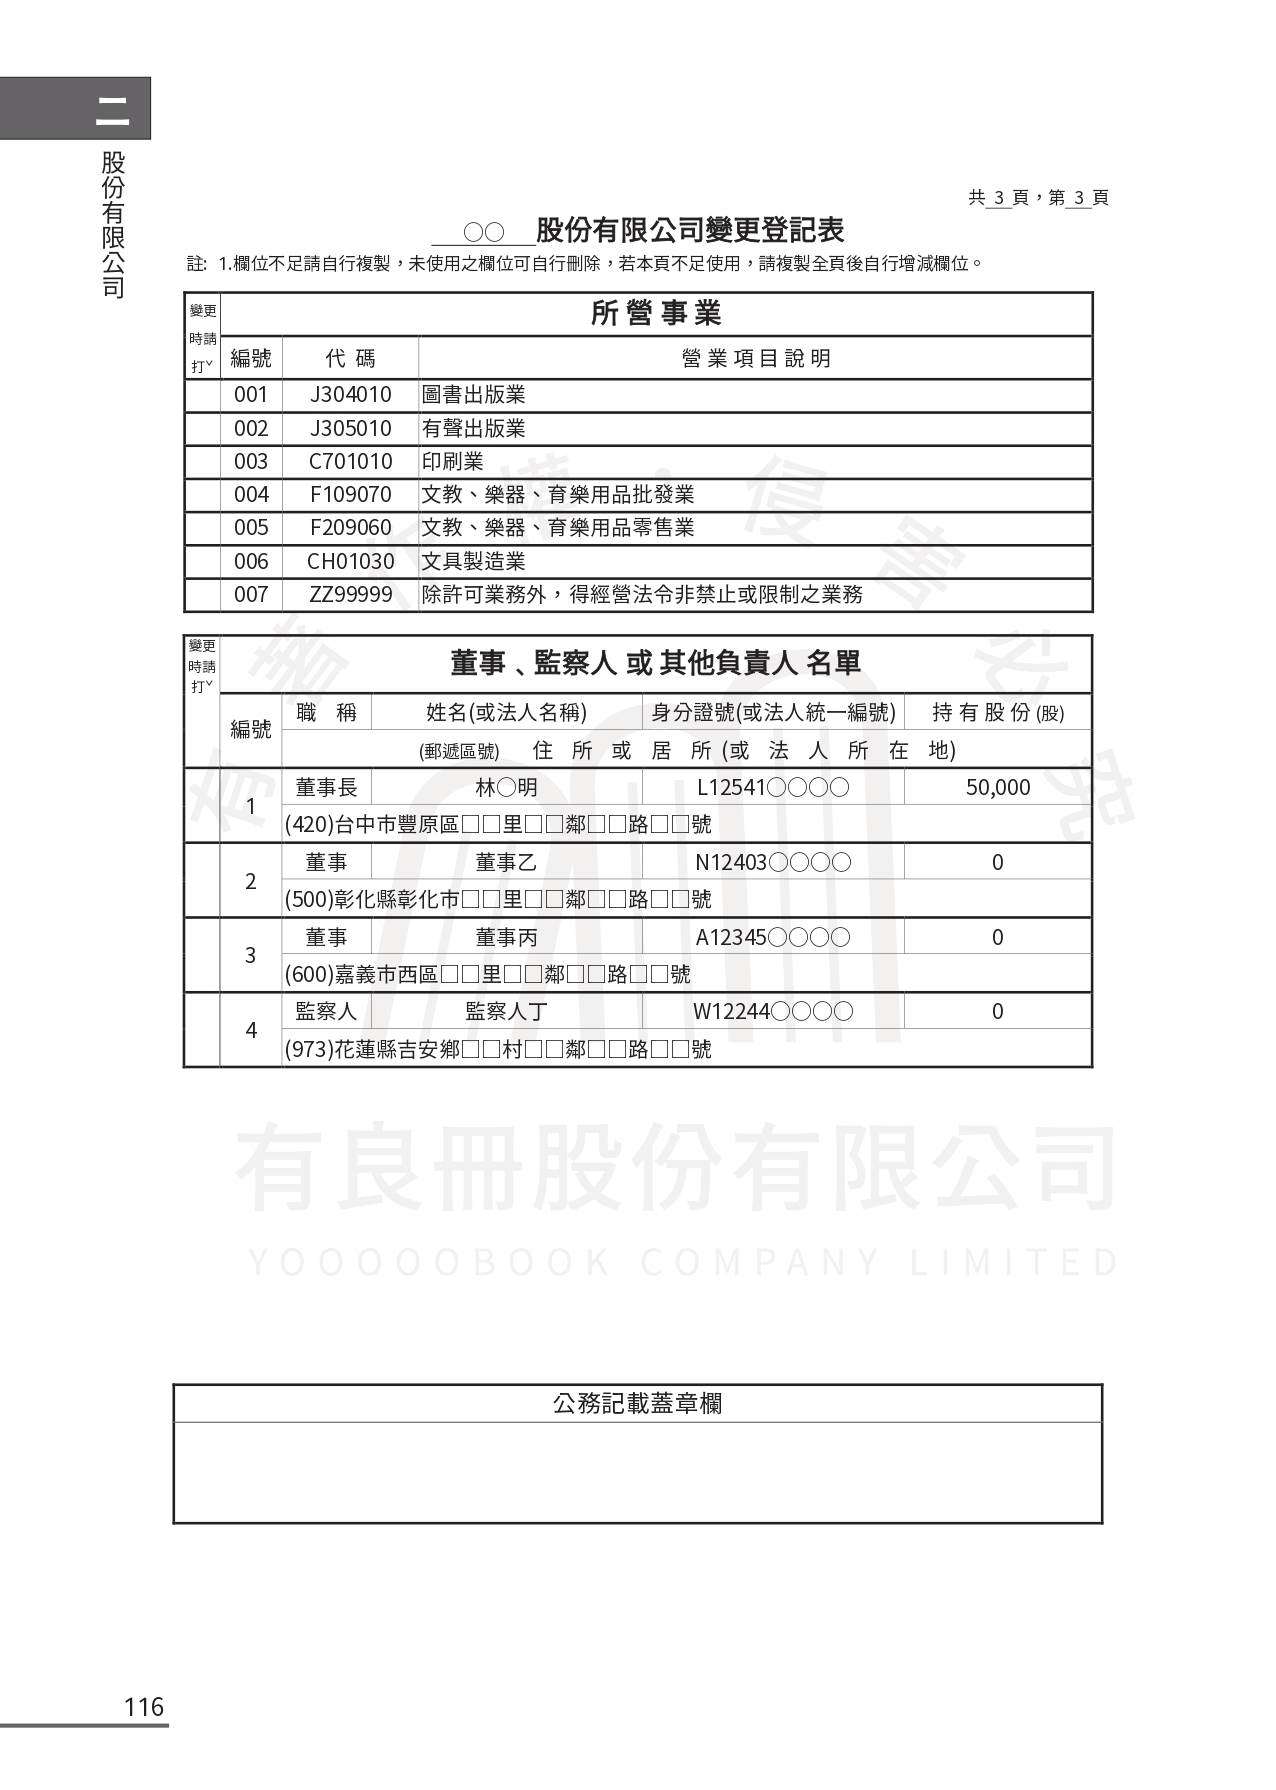 二
股份有限公司
共 3 頁，第 3 頁
○○ 股份有限公司變更登記表
註: 1.欄位不足請自行複製，未使用之欄位可自行刪除，若本頁不足使用，請複製全頁後自行增減欄位。
變更時請打ˇ 所營事業
編號 代碼 營業項目說明
001 J304010 圖書出版業
002 J305010 有聲出版業
003 C701010 印刷業
004 F109070 文教、樂器、育樂用品批發業
005 F209060 文教、樂器、育樂用品零售業
006 CH01030 文具製造業
007 ZZ99999 除許可業務外，得經營法令非禁止或限制之業務
變更時請打ˇ 董事、監察人 或 其他負責人 名單
編號 職稱 姓名(或法人名稱) 身分證號(或法人統一編號) 持有股份(股)
(郵遞區號) 住所或居所(或法人所在地)
1 董事長 林○明 L12541○○○○ 50,000
(420)台中市豐原區□□里□□鄰□□路□□號
2 董事 董事乙 N12403○○○○ 0
(500)彰化縣彰化市□□里□□鄰□□路□□號
3 董事 董事丙 A12345○○○○ 0
(600)嘉義市西區□□里□□鄰□□路□□號
4 監察人 監察人丁 W12244○○○○ 0
(973)花蓮縣吉安鄉□□村□□鄰□□路□□號
有著作權・侵害必究
有良冊股份有限公司
YOOOOOBOOK COMPANY LIMITED
公務記載蓋章欄
116